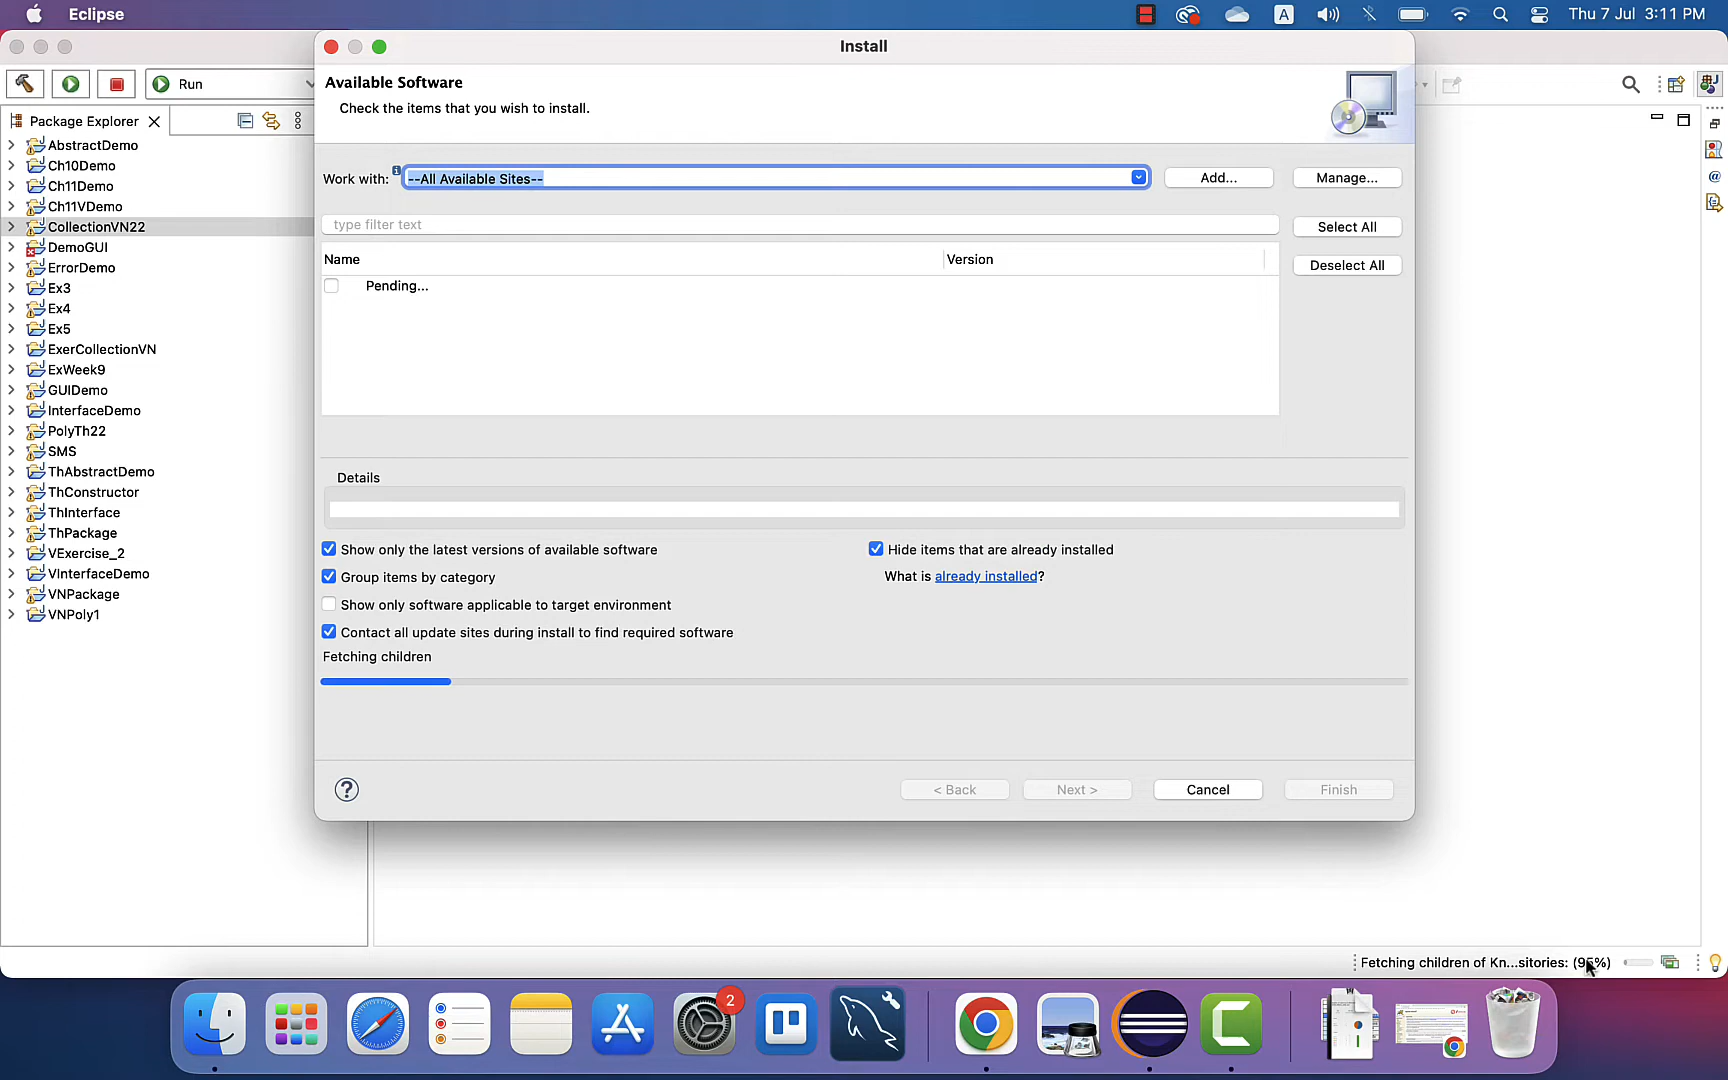 Eclipse
A
Thu 7 Jul 3:11 PM
Install
Run
Available Software
Check the items that you wish to install.
Package Explorer
AbstractDemo
Ch10Demo
Ch11Demo
Ch11VDemo
CollectionVN22
DemoGUI
ErrorDemo
Ex3
Ex4
Ex5
ExerCollectionVN
ExWeek9
GUIDemo
InterfaceDemo
PolyTh22
SMS
ThAbstractDemo
ThConstructor
ThInterface
ThPackage
VExercise_2
VInterfaceDemo
VNPackage
VNPoly1
Work with: --All Available Sites-- Add... Manage...
type filter text
Select All
Deselect All
Name Version
Pending...
Details
Show only the latest versions of available software
Hide items that are already installed
Group items by category
What is already installed?
Show only software applicable to target environment
Contact all update sites during install to find required software
Fetching children
?
< Back Next > Cancel Finish
Fetching children of Kn...sitories:
2